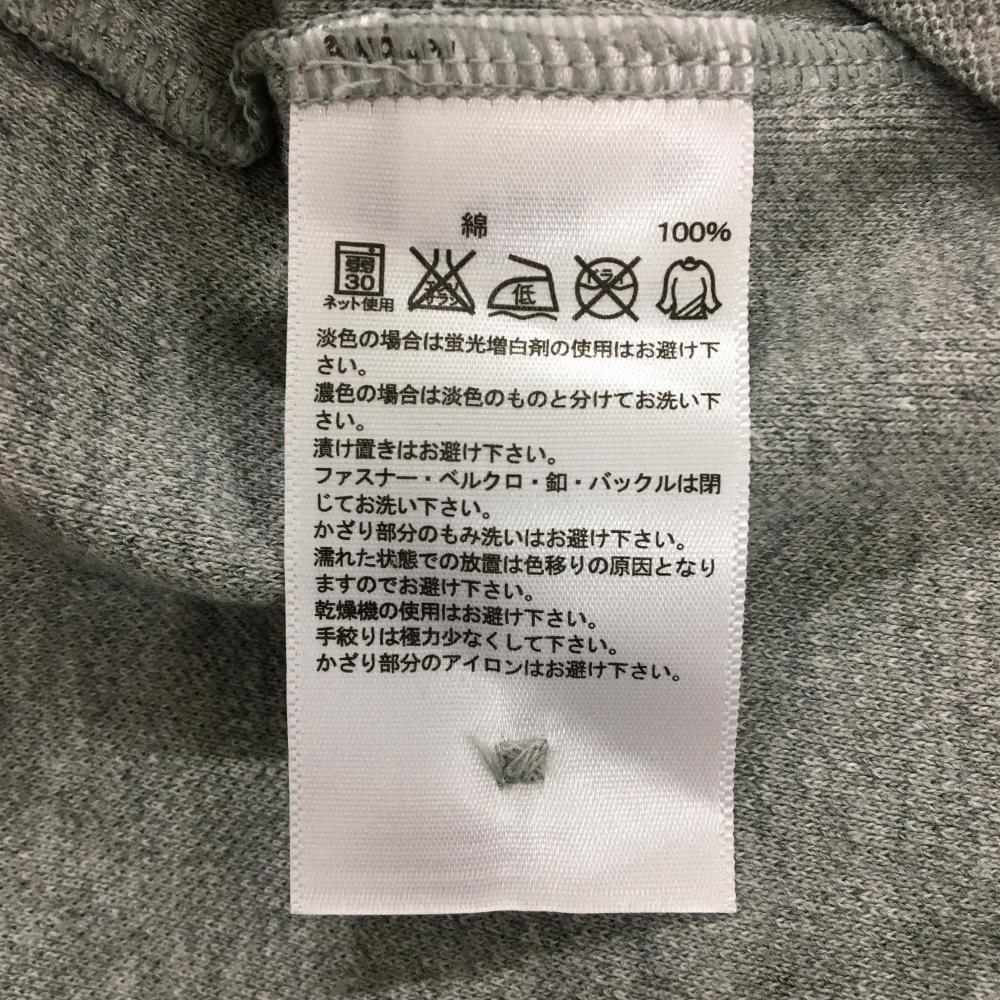 綿 100%
弱 30 エンソ サラシ 低 ドライ
ネット使用
淡色の場合は蛍光増白剤の使用はお避け下
さい。
濃色の場合は淡色のものと分けてお洗い下
さい。
漬け置きはお避け下さい。
ファスナー・ベルクロ・釦・バックルは閉
じてお洗い下さい。
かざり部分のもみ洗いはお避け下さい。
濡れた状態での放置は色移りの原因となり
ますのでお避け下さい。
乾燥機の使用はお避け下さい。
手絞りは極力少なくして下さい。
かざり部分のアイロンはお避け下さい。